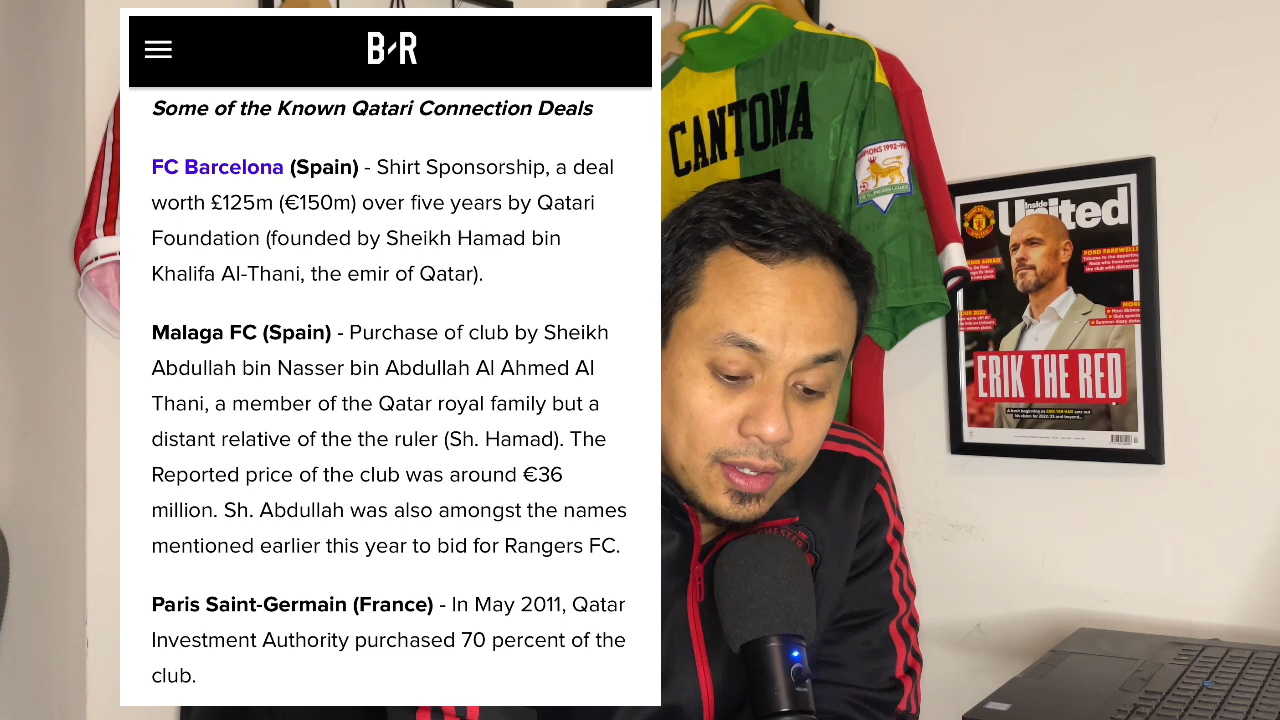 B/R
Some of the Known Qatari Connection Deals
FC Barcelona (Spain) - Shirt Sponsorship, a deal
worth £125m (€150m) over five years by Qatari
Foundation (founded by Sheikh Hamad bin
Khalifa Al-Thani, the emir of Qatar).
Malaga FC (Spain) - Purchase of club by Sheikh
Abdullah bin Nasser bin Abdullah Al Ahmed Al
Thani, a member of the Qatar royal family but a
distant relative of the the ruler (Sh. Hamad). The
Reported price of the club was around €36
million. Sh. Abdullah was also amongst the names
mentioned earlier this year to bid for Rangers FC.
Paris Saint-Germain (France) - In May 2011, Qatar
Investment Authority purchased 70 percent of the
club.
CANTONA
Inside
United
FOND FAREWELLS
MORE
ERIK THE RED